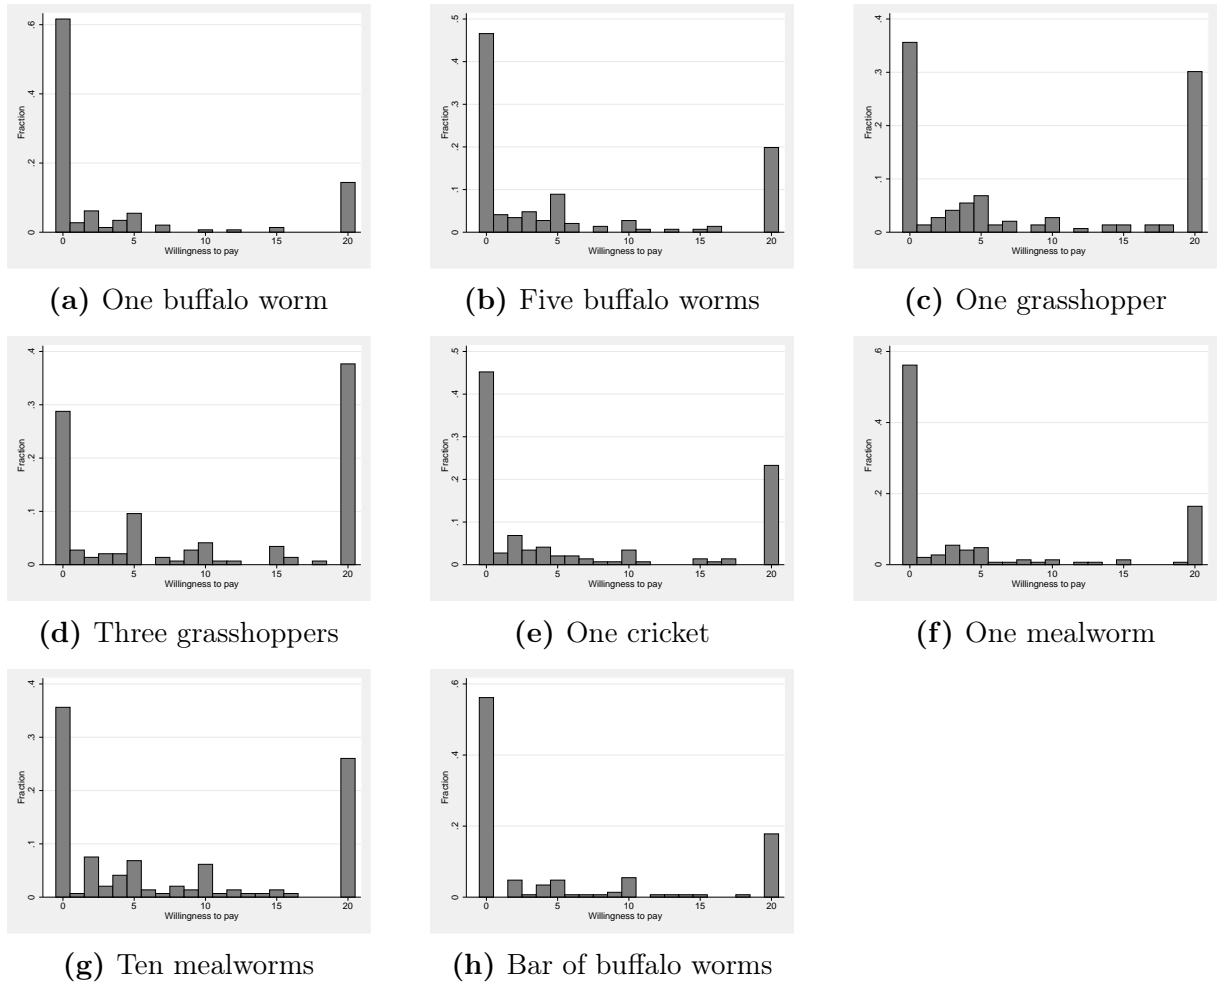 .6
.4
.2
0
Fraction
0 5 10 15 20
Willingness to pay
(a) One buffalo worm
.5
.4
.3
.2
.1
0
Fraction
0 5 10 15 20
Willingness to pay
(b) Five buffalo worms
.4
.3
.2
.1
0
Fraction
0 5 10 15 20
Willingness to pay
(c) One grasshopper
.4
.3
.2
.1
0
Fraction
0 5 10 15 20
Willingness to pay
(d) Three grasshoppers
.5
.4
.3
.2
.1
0
Fraction
0 5 10 15 20
Willingness to pay
(e) One cricket
.6
.4
.2
0
Fraction
0 5 10 15 20
Willingness to pay
(f) One mealworm
.4
.3
.2
.1
0
Fraction
0 5 10 15 20
Willingness to pay
(g) Ten mealworms
.6
.4
.2
0
Fraction
0 5 10 15 20
Willingness to pay
(h) Bar of buffalo worms